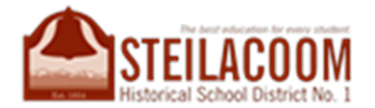 The best education for every student.
STEILACOOM
Historical School District No. 1
Est. 1854